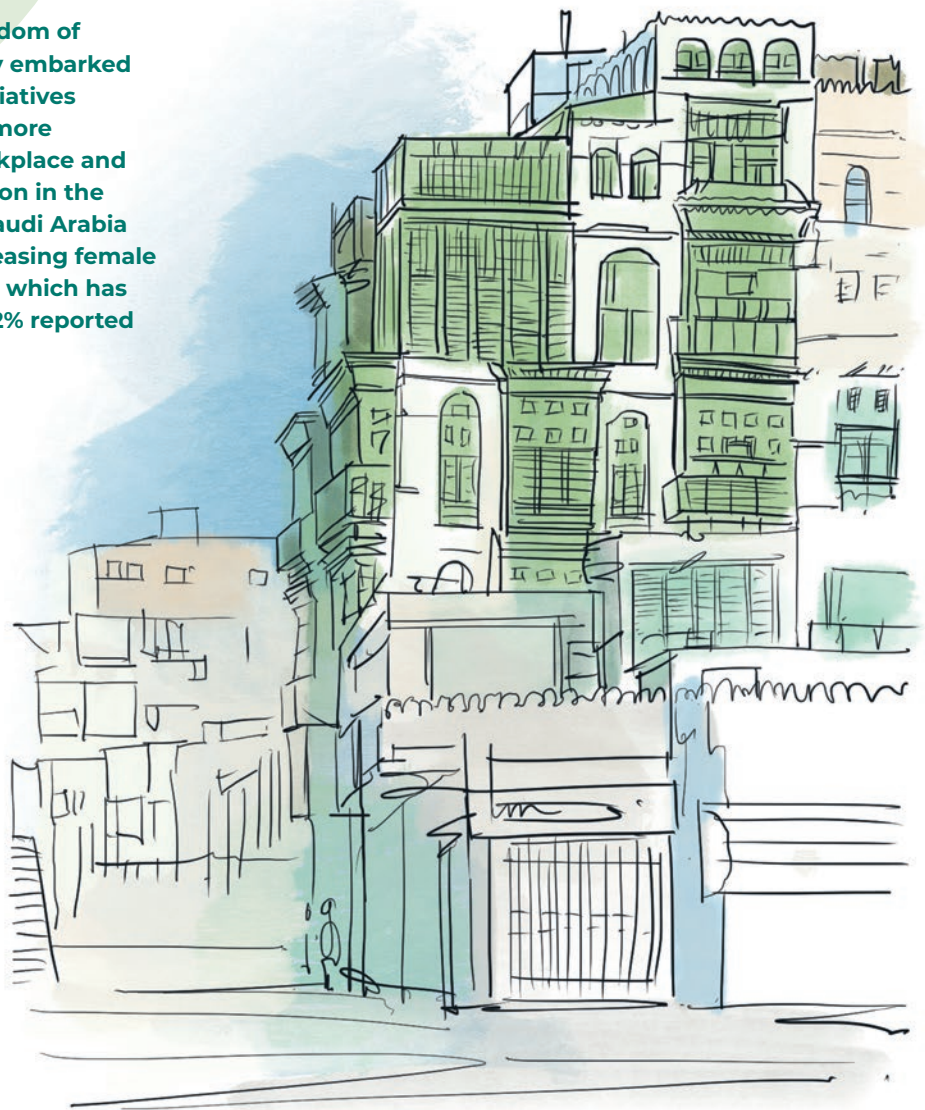 dom of
embarked
iatives
more
kplace and
on in the
audi Arabia
easing female
which has
2% reported